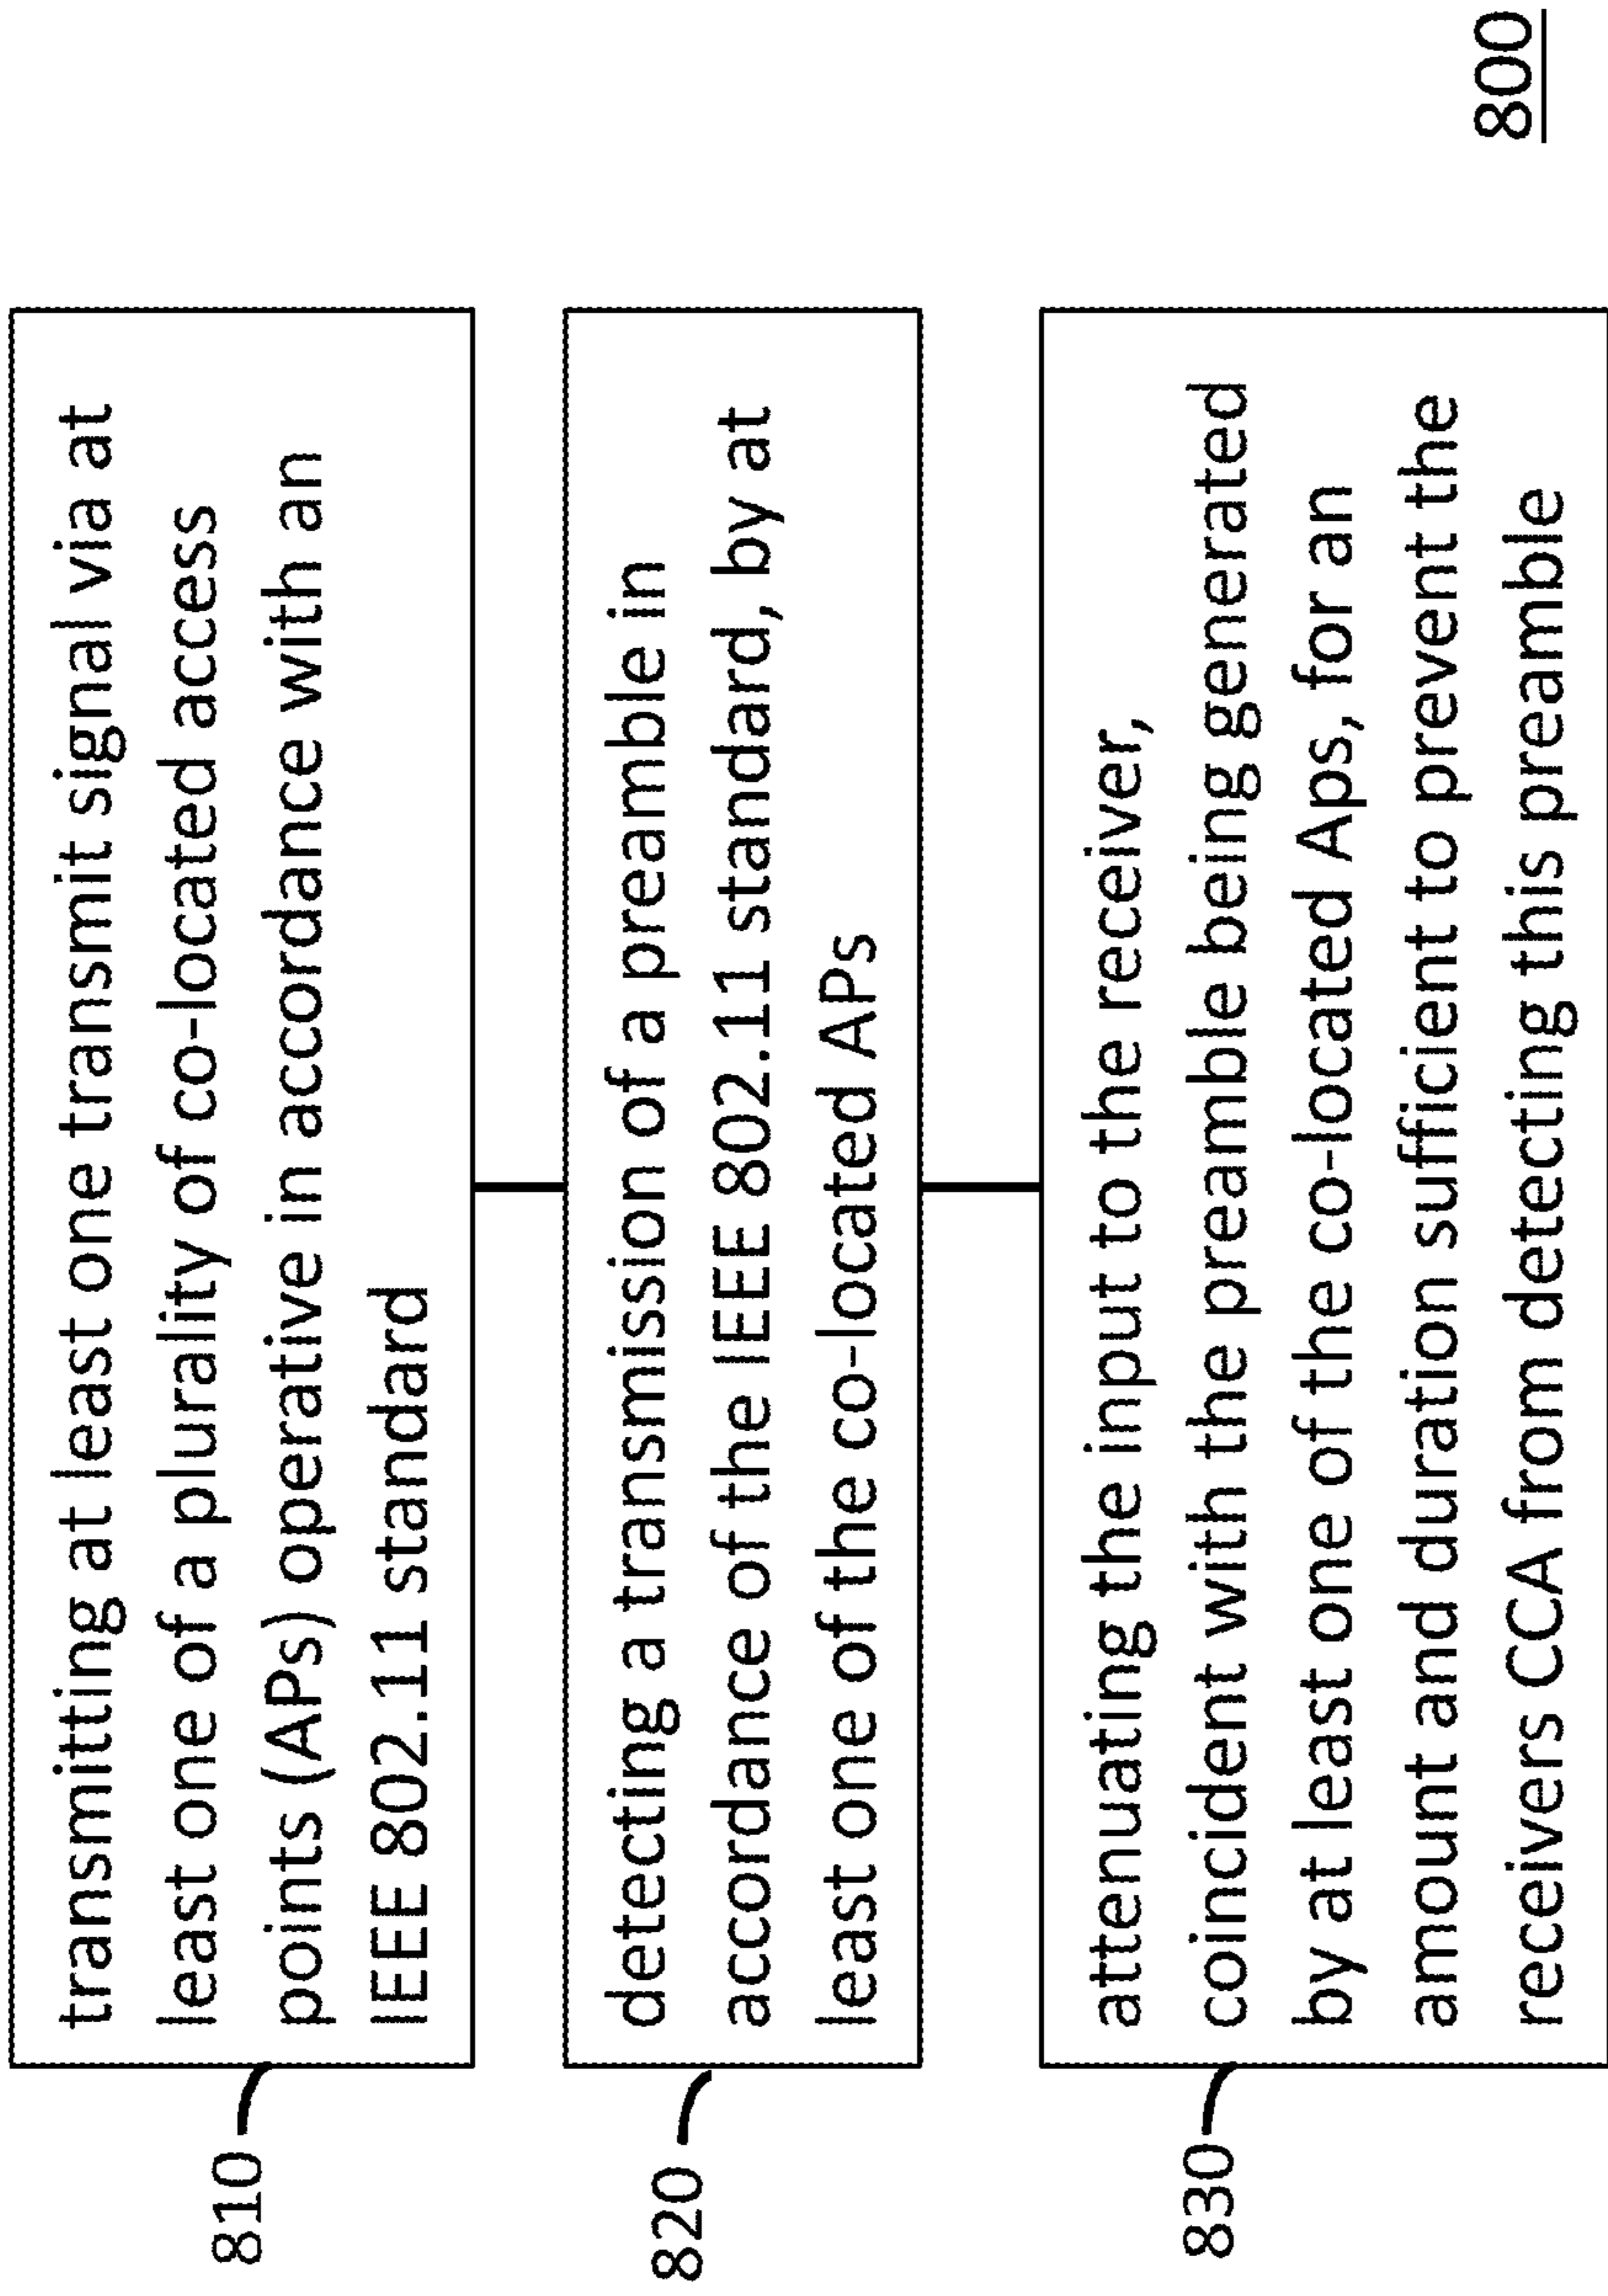 810
transmitting at least one transmit signal via at
least one of a plurality of co-located access
points (APs) operative in accordance with an
IEEE 802.11 standard
820
detecting a transmission of a preamble in
accordance of the IEEE 802.11 standard, by at
least one of the co-located APs
830
attenuating the input to the receiver,
coincident with the preamble being generated
by at least one of the co-located Aps, for an
amount and duration sufficient to prevent the
receivers CCA from detecting this preamble
800